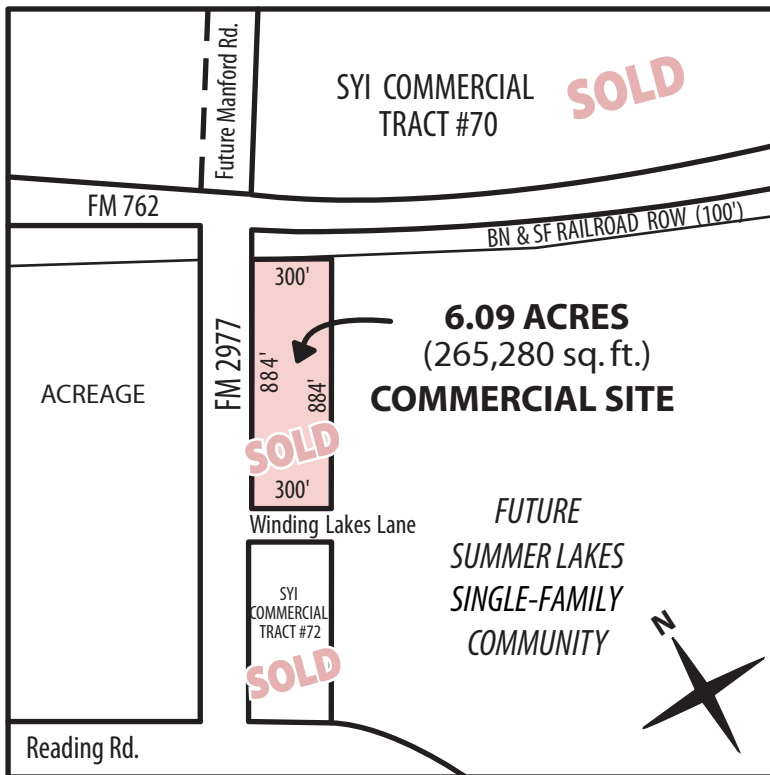 Future Manford Rd.
SYI COMMERCIAL
TRACT #70
SOLD
FM 762
BN & SF RAILROAD ROW (100')
300'
6.09 ACRES
(265,280 sq. ft.)
COMMERCIAL SITE
FM 2977
884'
884'
ACREAGE
SOLD
300'
Winding Lakes Lane
FUTURE
SUMMER LAKES
SINGLE-FAMILY
COMMUNITY
SYI
COMMERCIAL
TRACT #72
SOLD
N
Reading Rd.